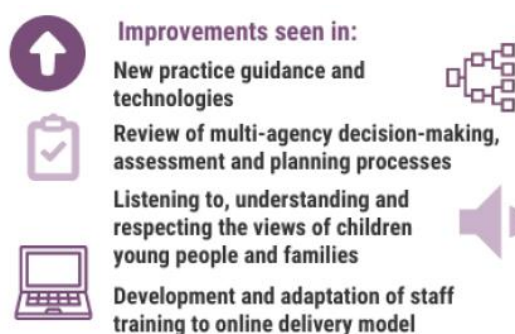 Improvements seen in:
New practice guidance and
technologies
Review of multi-agency decision-making,
assessment and planning processes
Listening to, understanding and
respecting the views of children
young people and families
Development and adaptation of staff
training to online delivery model